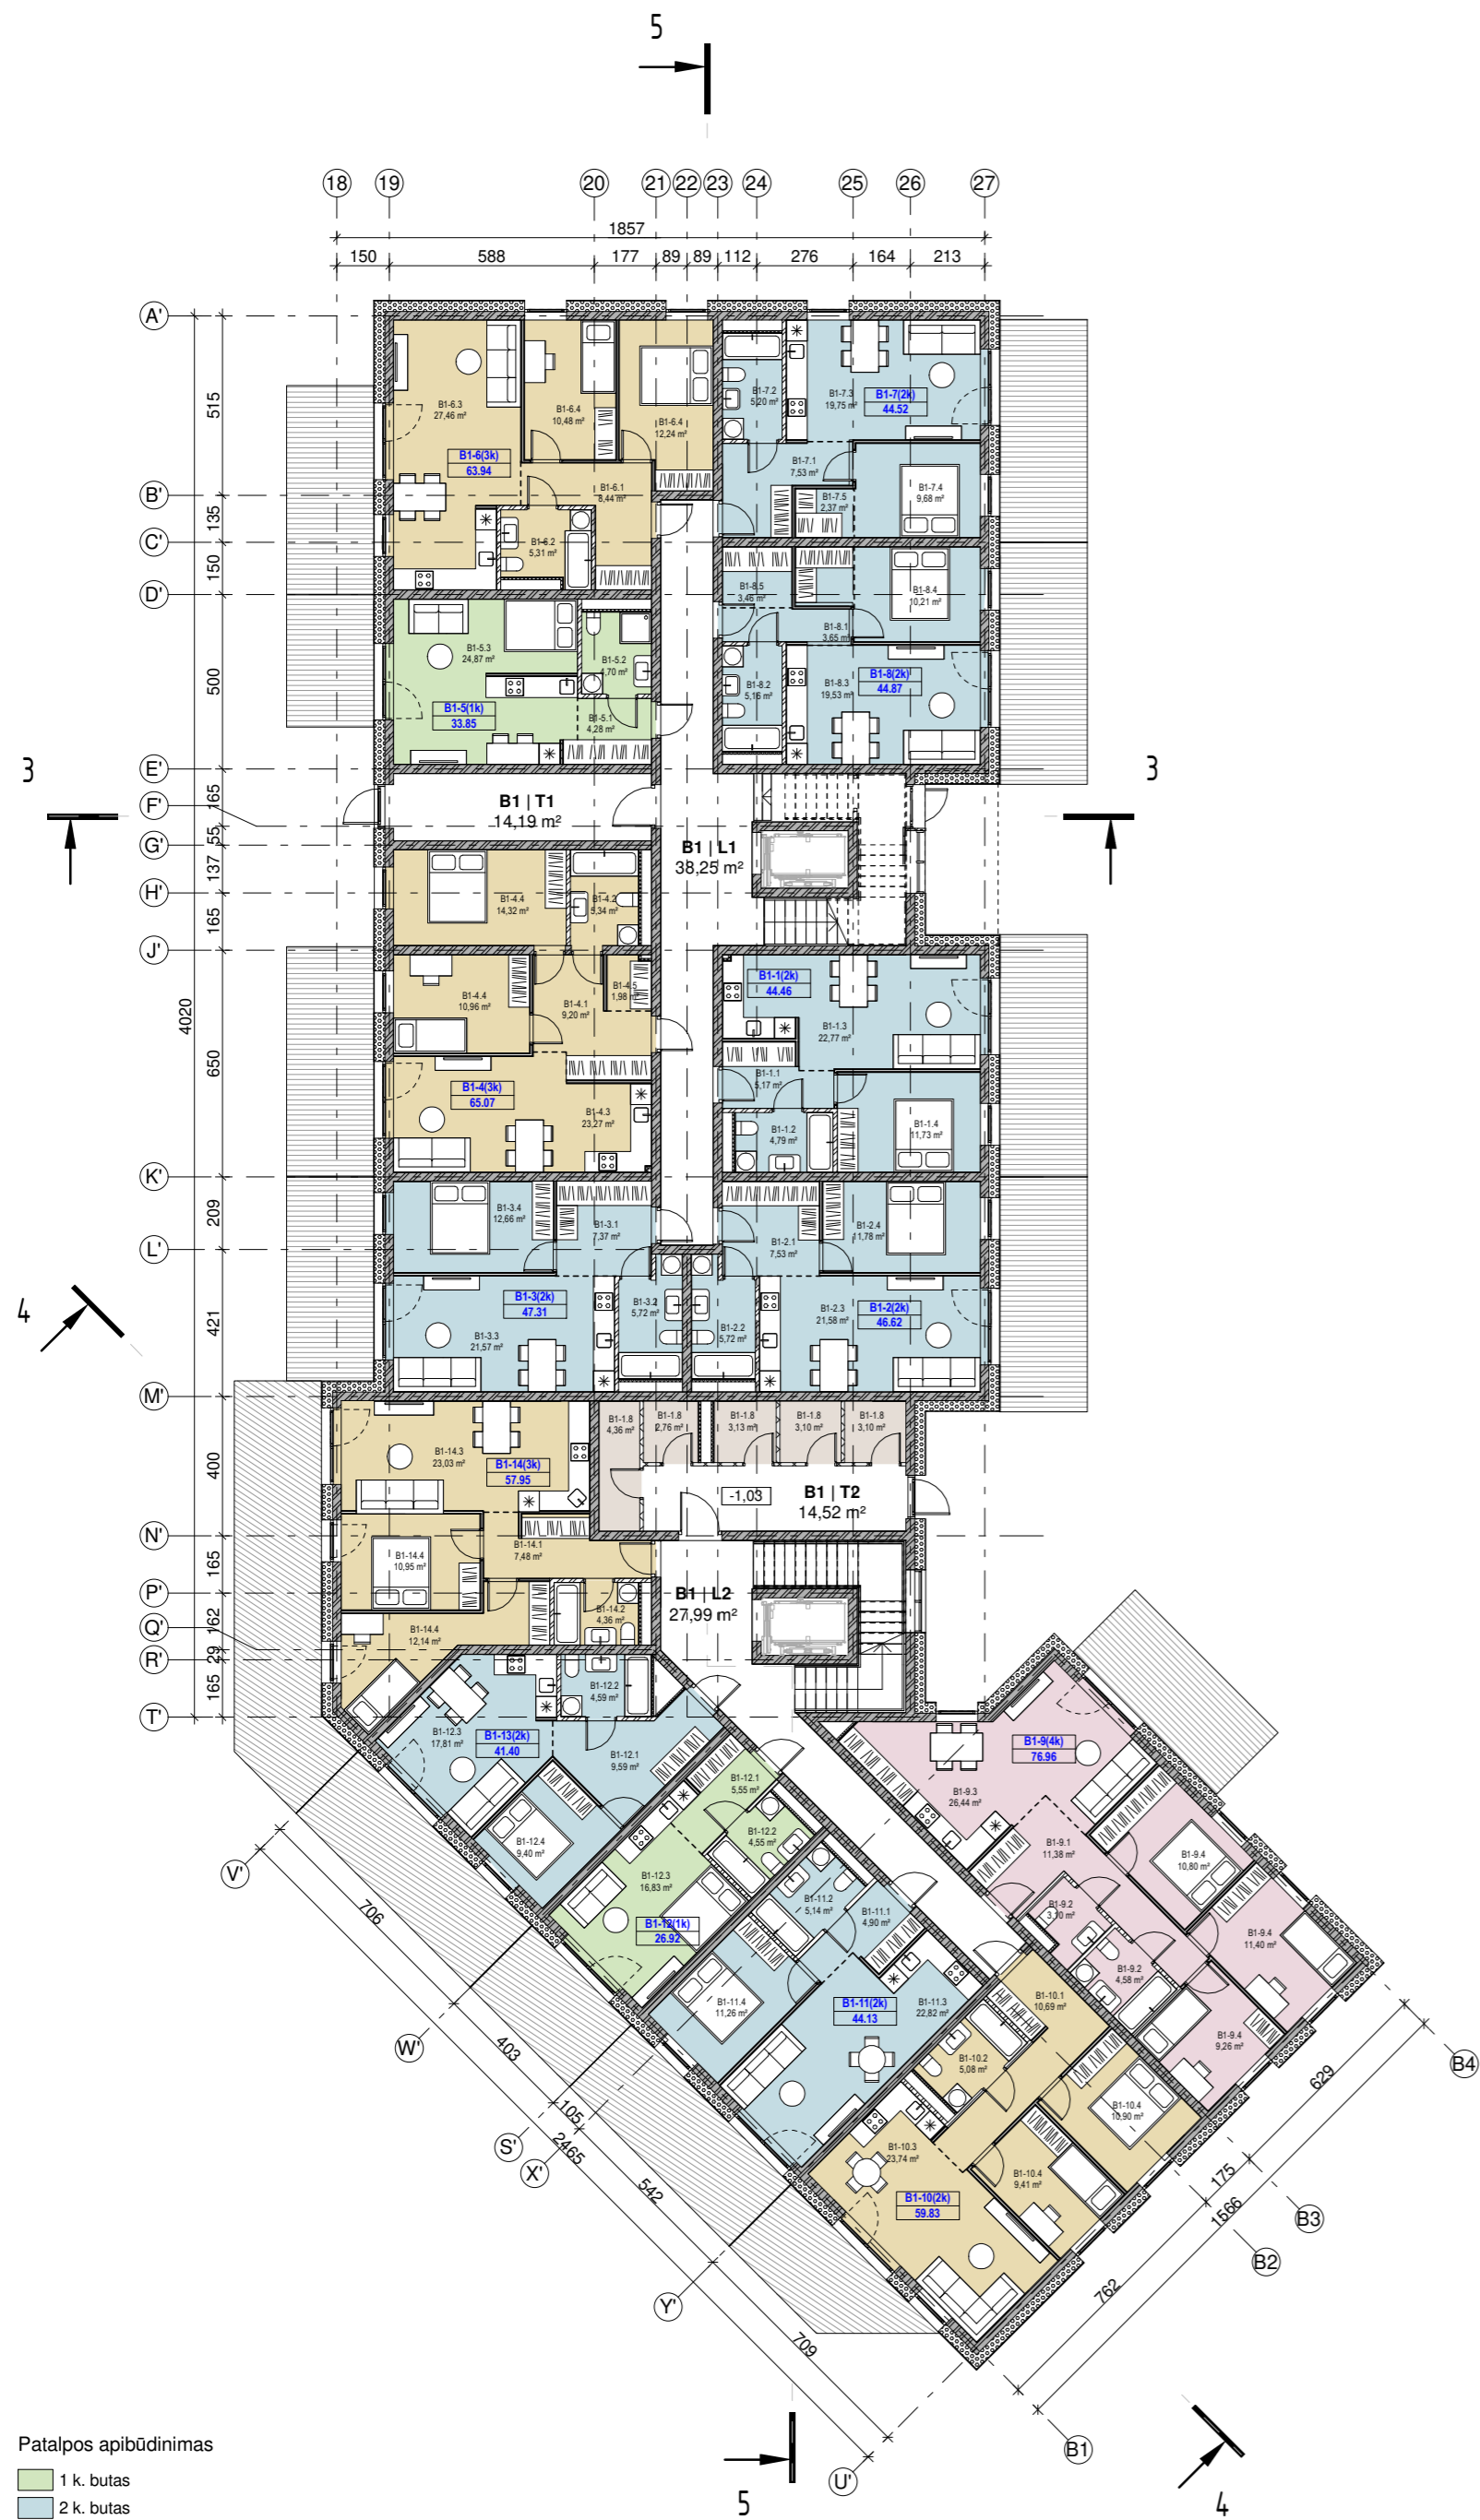 5
18 19 20 21 22 23 24 25 26 27
1857
150 588 177 89 89 112 276 164 213
A'
B'
C'
D'
E'
F'
G'
H'
J'
K'
L'
M'
N'
P'
Q'
R'
T'
515
135
150
500
165
55
137
165
650
209
421
400
165
162
29
165
4020
3
3
4
B1-6.3
27,46 m²
B1-6.4
10,48 m²
B1-6.4
12,24 m²
B1-6(3k)
63.94
B1-6.1
8,44 m²
B1-6.2
5,31 m²
B1-7.2
5,20 m²
B1-7.3
19,75 m²
B1-7(2k)
44.52
B1-7.1
7,53 m²
B1-7.4
9,68 m²
B1-7.5
2,37 m²
B1-8.5
3,46 m²
B1-8.4
10,21 m²
B1-8.1
3,65 m²
B1-8.2
5,16 m²
B1-8.3
19,53 m²
B1-8(2k)
44.87
B1-5.3
24,87 m²
B1-5.2
4,70 m²
B1-5(1k)
33.85
B1-5.1
4,28 m²
B1 | T1
14,19 m²
B1 | L1
38,25 m²
B1-4.4
14,32 m²
B1-4.2
5,34 m²
B1-4.4
10,96 m²
B1-4.1
9,20 m²
B1-4.5
1,98 m²
B1-4(3k)
65.07
B1-4.3
23,27 m²
B1-1(2k)
44.46
B1-1.3
22,77 m²
B1-1.1
5,17 m²
B1-1.2
4,79 m²
B1-1.4
11,73 m²
B1-3.4
12,66 m²
B1-3.1
7,37 m²
B1-3(2k)
47.31
B1-3.2
5,72 m²
B1-3.3
21,57 m²
B1-2.1
7,53 m²
B1-2.4
11,78 m²
B1-2.2
5,72 m²
B1-2.3
21,58 m²
B1-2(2k)
46.62
B1-1.8
4,36 m²
B1-1.8
2,76 m²
B1-1.8
3,13 m²
B1-1.8
3,10 m²
B1-1.8
3,10 m²
-1,03
B1 | T2
14,52 m²
B1-14.3
23,03 m²
B1-14(3k)
57.95
B1-14.1
7,48 m²
B1-14.4
10,95 m²
B1-14.2
4,36 m²
B1-14.4
12,14 m²
B1 | L2
27,99 m²
B1-12.2
4,59 m²
B1-12.3
17,81 m²
B1-13(2k)
41.40
B1-12.1
9,59 m²
B1-12.4
9,40 m²
B1-12.1
5,55 m²
B1-12.2
4,55 m²
B1-12.3
16,83 m²
B1-12(1k)
26.92
B1-9(4k)
76.96
B1-9.3
26,44 m²
B1-9.1
11,38 m²
B1-9.4
10,80 m²
B1-9.2
3,10 m²
B1-9.4
11,40 m²
B1-9.2
4,58 m²
B1-9.4
9,26 m²
B1-11.2
5,14 m²
B1-11.1
4,90 m²
B1-11.4
11,26 m²
B1-11(2k)
44.13
B1-11.3
22,82 m²
B1-10.1
10,69 m²
B1-10.2
5,08 m²
B1-10.4
10,90 m²
B1-10.3
23,74 m²
B1-10.4
9,41 m²
B1-10(2k)
59.83
V'
W'
S'
X'
Y'
U'
706
403
105
2465
542
709
B4
B3
B2
B1
629
175
1566
762
5
4
Patalpos apibūdinimas
1 k. butas
2 k. butas